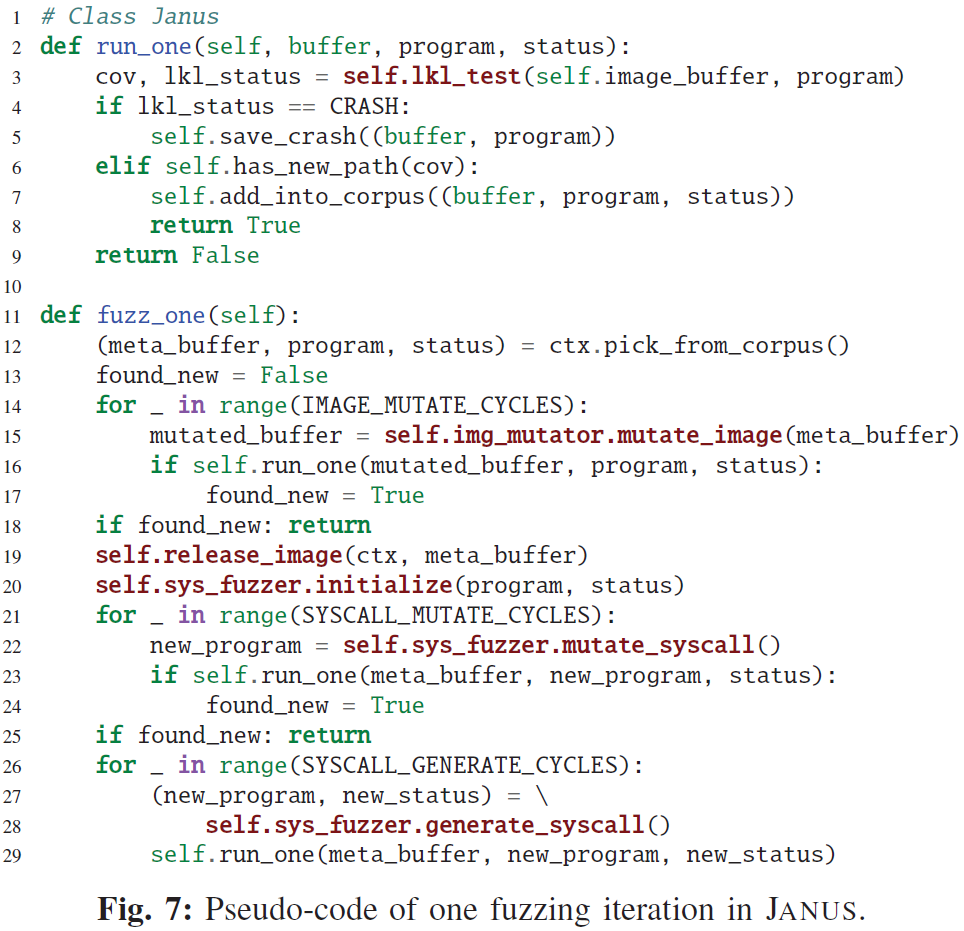 1 # Class Janus
2 def run_one(self, buffer, program, status):
3     cov, lkl_status = self.lkl_test(self.image_buffer, program)
4     if lkl_status == CRASH:
5         self.save_crash((buffer, program))
6     elif self.has_new_path(cov):
7         self.add_into_corpus((buffer, program, status))
8         return True
9     return False
10
11 def fuzz_one(self):
12     (meta_buffer, program, status) = ctx.pick_from_corpus()
13     found_new = False
14     for _ in range(IMAGE_MUTATE_CYCLES):
15         mutated_buffer = self.img_mutator.mutate_image(meta_buffer)
16         if self.run_one(mutated_buffer, program, status):
17             found_new = True
18     if found_new: return
19     self.release_image(ctx, meta_buffer)
20     self.sys_fuzzer.initialize(program, status)
21     for _ in range(SYSCALL_MUTATE_CYCLES):
22         new_program = self.sys_fuzzer.mutate_syscall()
23         if self.run_one(meta_buffer, new_program, status):
24             found_new = True
25     if found_new: return
26     for _ in range(SYSCALL_GENERATE_CYCLES):
27         (new_program, new_status) = \
28             self.sys_fuzzer.generate_syscall()
29         self.run_one(meta_buffer, new_program, new_status)
Fig. 7: Pseudo-code of one fuzzing iteration in JANUS.